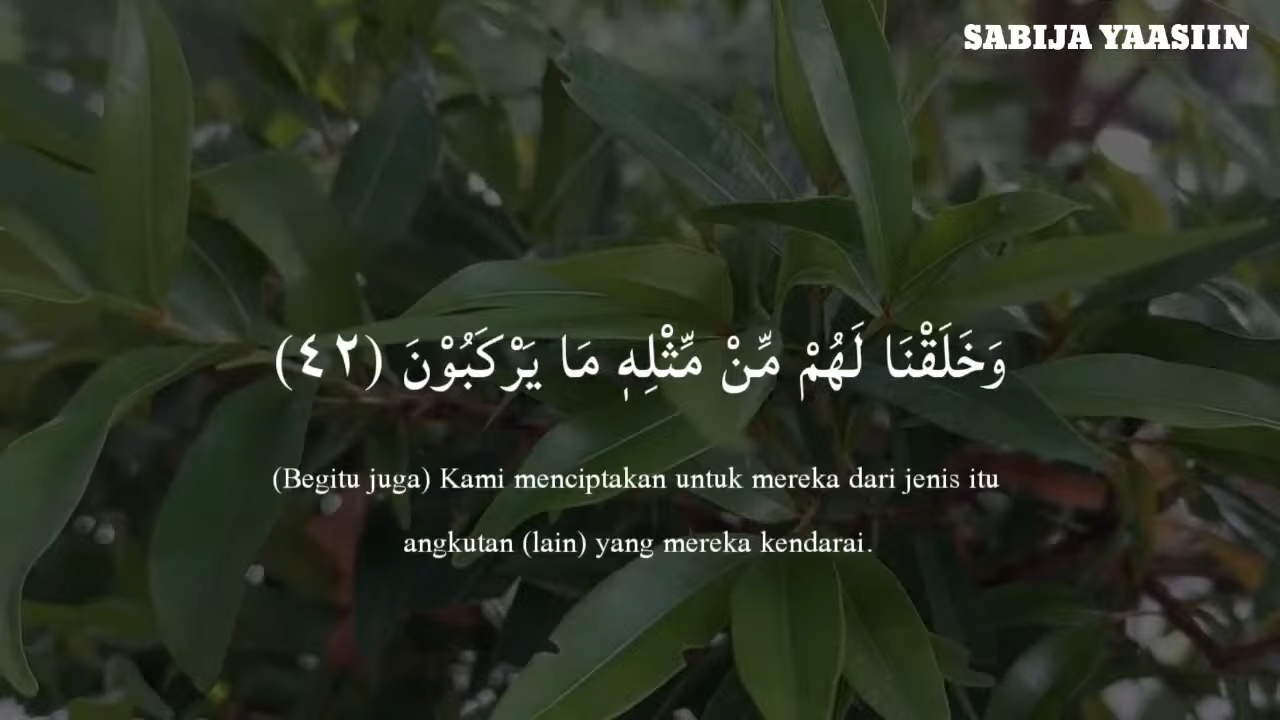 SABIJA YAASIIN
وَخَلَقْنَا لَهُمْ مِّنْ مِّثْلِهٖ مَا يَرْكَبُوْنَ (٤٢)
(Begitu juga) Kami menciptakan untuk mereka dari jenis itu
angkutan (lain) yang mereka kendarai.